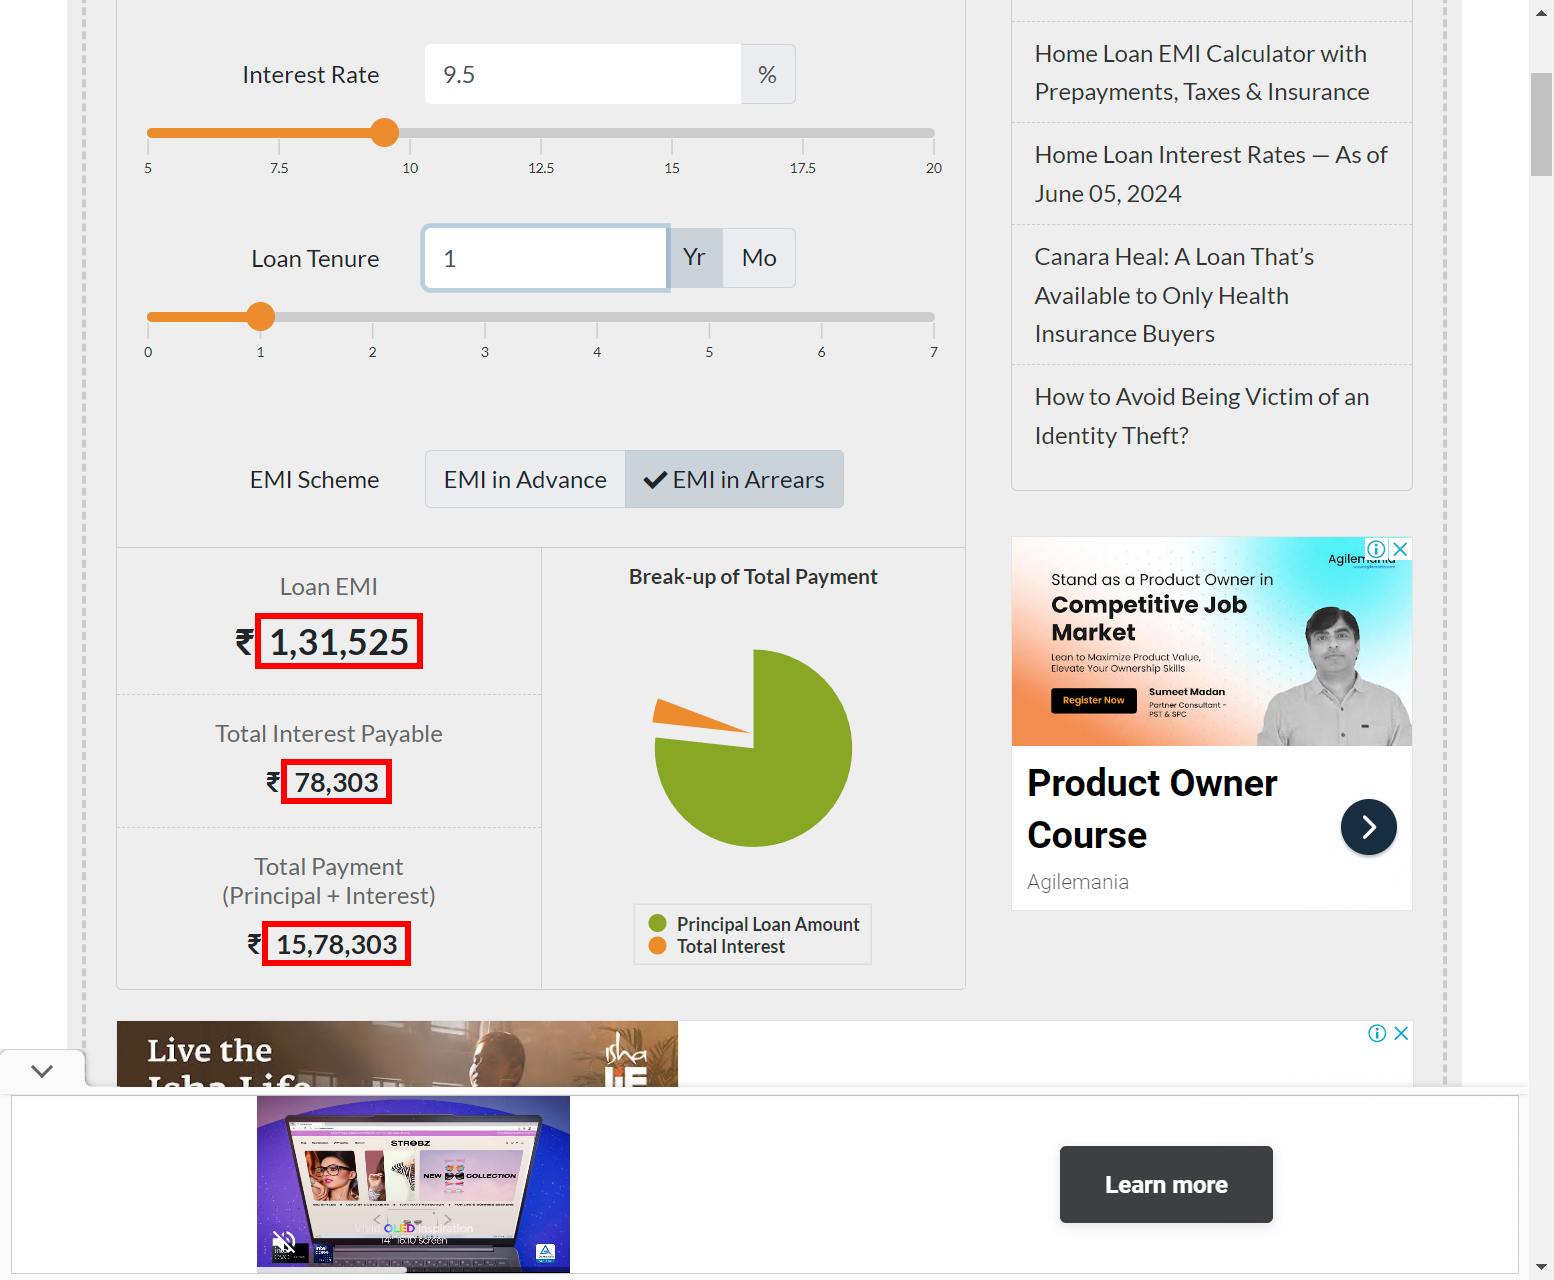 Interest Rate
9.5
%
5
7.5
10
12.5
15
17.5
20
Loan Tenure
1
Yr
Mo
0
1
2
3
4
5
6
7
EMI Scheme
EMI in Advance
EMI in Arrears
Loan EMI
₹ 1,31,525
Total Interest Payable
₹ 78,303
Total Payment
(Principal + Interest)
₹ 15,78,303
Break-up of Total Payment
Principal Loan Amount
Total Interest
Home Loan EMI Calculator with
Prepayments, Taxes & Insurance
Home Loan Interest Rates — As of
June 05, 2024
Canara Heal: A Loan That’s
Available to Only Health
Insurance Buyers
How to Avoid Being Victim of an
Identity Theft?
Stand as a Product Owner in
Competitive Job
Market
Lean to Maximize Product Value,
Elevate Your Ownership Skills
Register Now
Sumeet Madan
Partner Consultant -
PST & SPC
Product Owner
Course
Agilemania
Live the
Isha Life
isha
LIFE
STROBZ
NEW COLLECTION
Vivid OLED Inspiration
14" 16:10 screen
Learn more